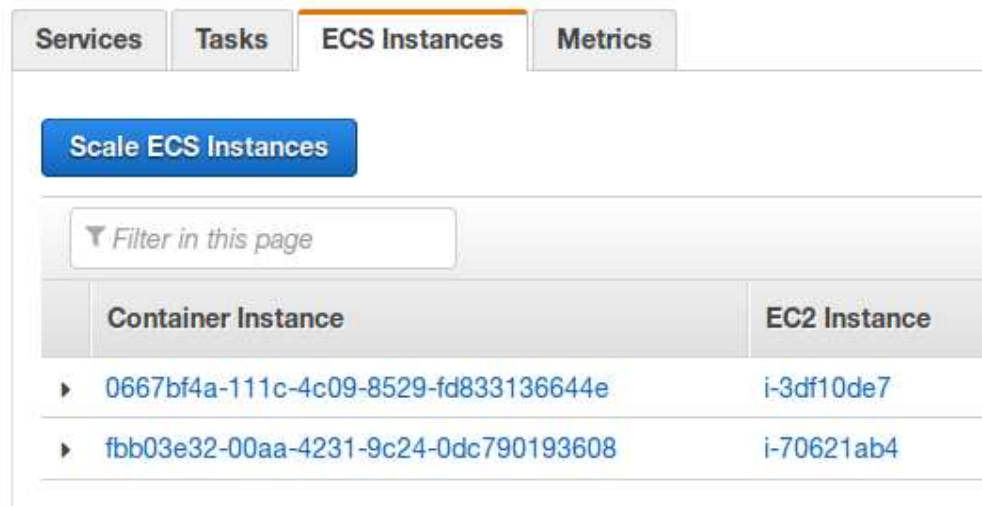 Services Tasks ECS Instances Metrics
Scale ECS Instances
Filter in this page
Container Instance EC2 Instance
0667bf4a-111c-4c09-8529-fd833136644e i-3df10de7
fbb03e32-00aa-4231-9c24-0dc790193608 i-70621ab4